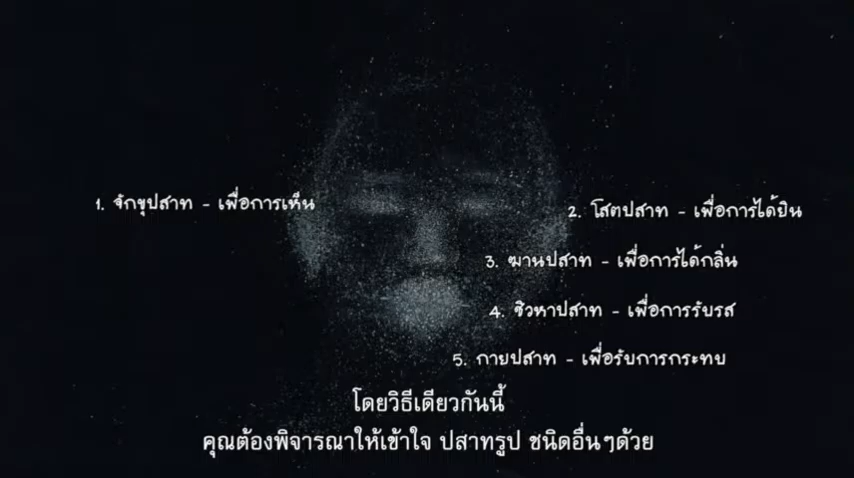 1. จักขุปสาท - เพื่อการเห็น
2. โสตปสาท - เพื่อการได้ยิน
3. ฆานปสาท - เพื่อการได้กลิ่น
4. ชิวหาปสาท - เพื่อการรับรส
5. กายปสาท - เพื่อรับการกระทบ
โดยวิธีเดียวกันนี้
คุณต้องพิจารณาให้เข้าใจ ปสาทรูป ชนิดอื่นๆด้วย